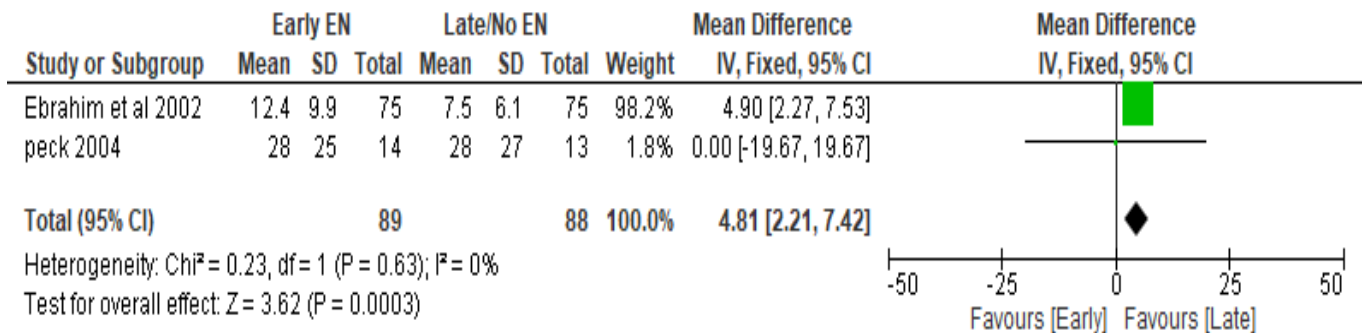 Early EN Late/No EN Mean Difference Mean Difference
Study or Subgroup Mean SD Total Mean SD Total Weight IV, Fixed, 95% CI IV, Fixed, 95% CI
Ebrahim et al 2002 12.4 9.9 75 7.5 6.1 75 98.2% 4.90 [2.27, 7.53]
peck 2004 28 25 14 28 27 13 1.8% 0.00 [-19.67, 19.67]
Total (95% CI) 89 88 100.0% 4.81 [2.21, 7.42]
Heterogeneity: Chi² = 0.23, df = 1 (P = 0.63); I² = 0%
Test for overall effect: Z = 3.62 (P = 0.0003)
-50 -25 0 25 50
Favours [Early] Favours [Late]